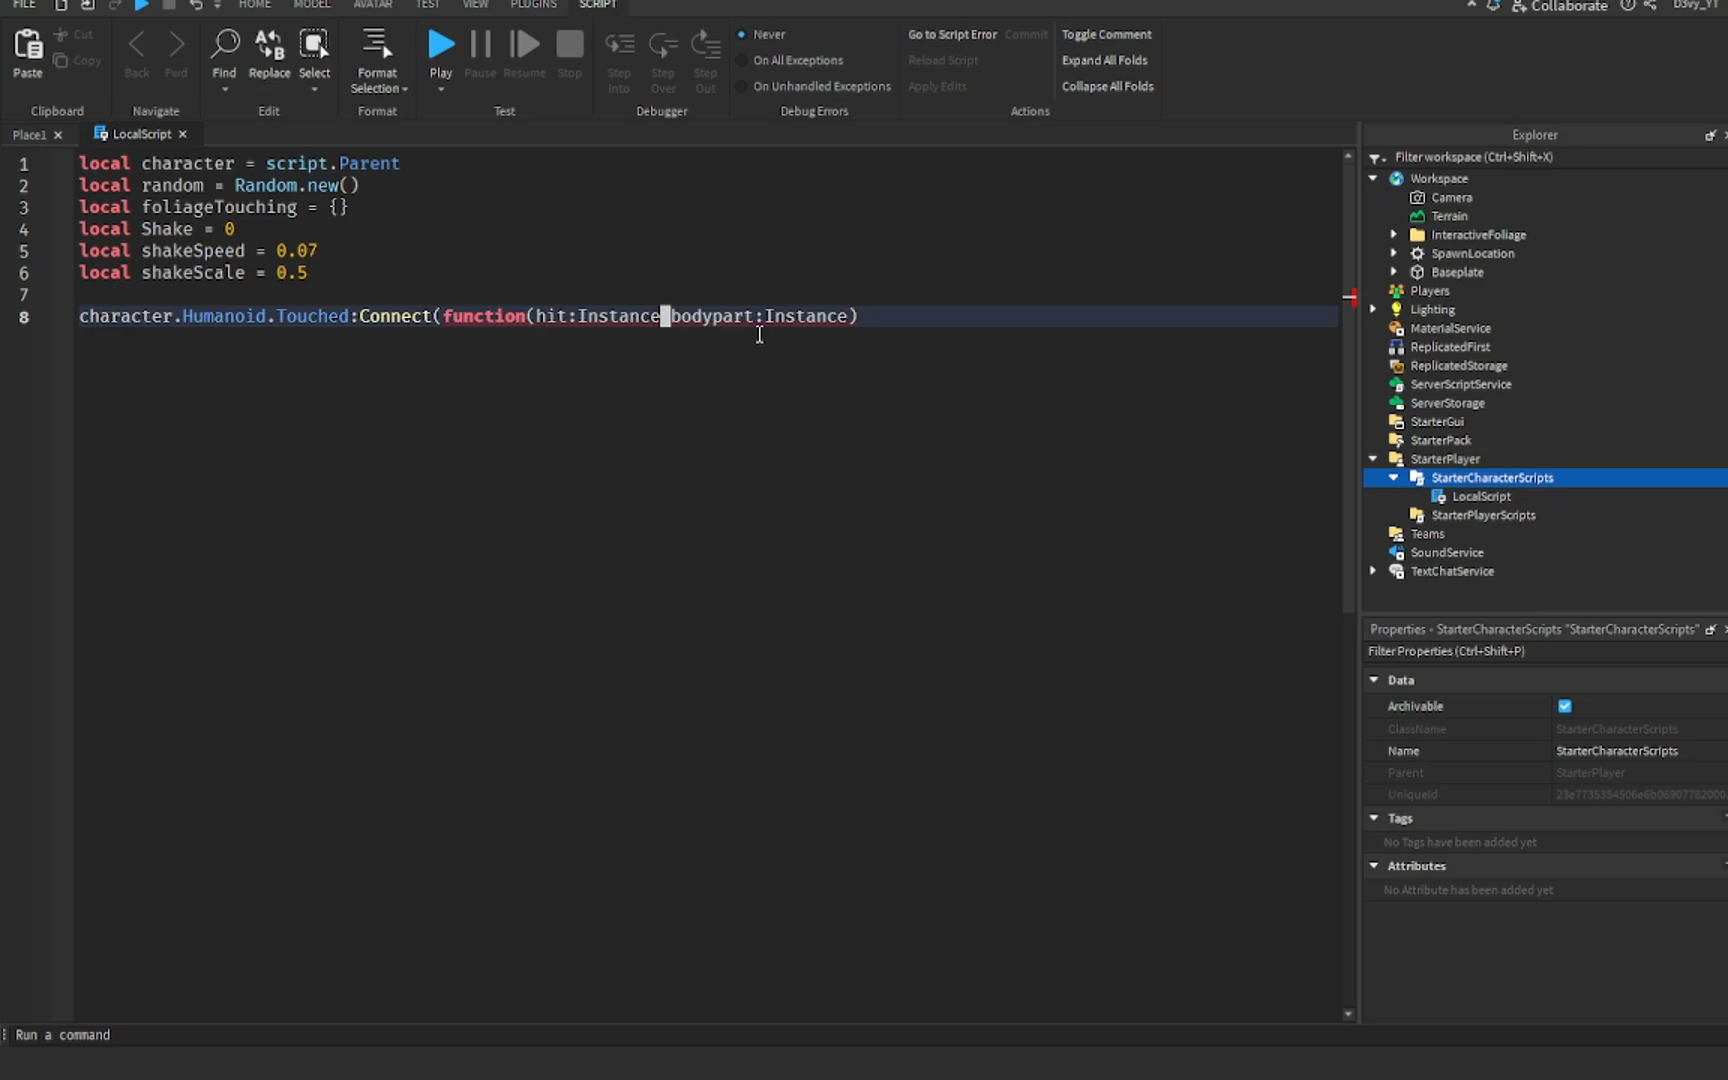 FILE HOME MODEL AVATAR TEST VIEW PLUGINS SCRIPT Collaborate D3vy_YT
Paste Cut Copy Back Fwd Find Replace Select Format Selection Play Pause Resume Stop Step Into Step Over Step Out
Never
On All Exceptions
On Unhandled Exceptions
Go to Script Error Commit
Reload Script
Apply Edits
Toggle Comment
Expand All Folds
Collapse All Folds
Clipboard Navigate Edit Format Test Debugger Debug Errors Actions
Place1 LocalScript
1 local character = script.Parent
2 local random = Random.new()
3 local foliageTouching = {}
4 local Shake = 0
5 local shakeSpeed = 0.07
6 local shakeScale = 0.5
7
8 character.Humanoid.Touched:Connect(function(hit:Instance bodypart:Instance)
Explorer
Filter workspace (Ctrl+Shift+X)
Workspace
Camera
Terrain
InteractiveFoliage
SpawnLocation
Baseplate
Players
Lighting
MaterialService
ReplicatedFirst
ReplicatedStorage
ServerScriptService
ServerStorage
StarterGui
StarterPack
StarterPlayer
StarterCharacterScripts
LocalScript
StarterPlayerScripts
Teams
SoundService
TextChatService
Properties - StarterCharacterScripts "StarterCharacterScripts"
Filter Properties (Ctrl+Shift+P)
Data
Archivable
ClassName StarterCharacterScripts
Name StarterCharacterScripts
Parent StarterPlayer
UniqueId
Tags
No Tags have been added yet
Attributes
No Attribute has been added yet
Run a command